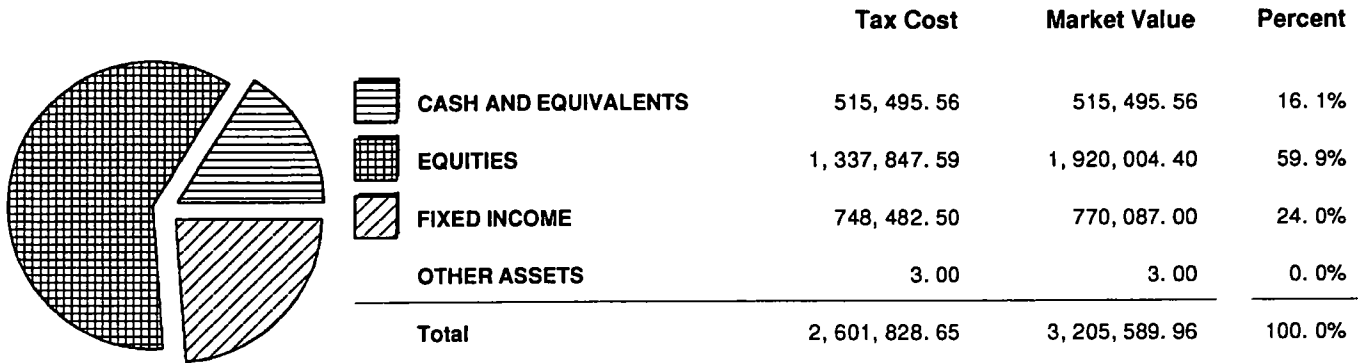 Tax Cost Market Value Percent
CASH AND EQUIVALENTS 515, 495. 56 515, 495. 56 16. 1%
EQUITIES 1, 337, 847. 59 1, 920, 004. 40 59. 9%
FIXED INCOME 748, 482. 50 770, 087. 00 24. 0%
OTHER ASSETS 3. 00 3. 00 0. 0%
Total 2, 601, 828. 65 3, 205, 589. 96 100. 0%